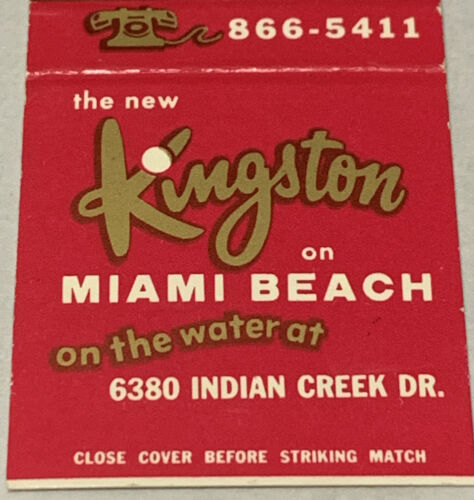 866-5411
the new
Kingston
on
MIAMI BEACH
on the water at
6380 INDIAN CREEK DR.
CLOSE COVER BEFORE STRIKING MATCH